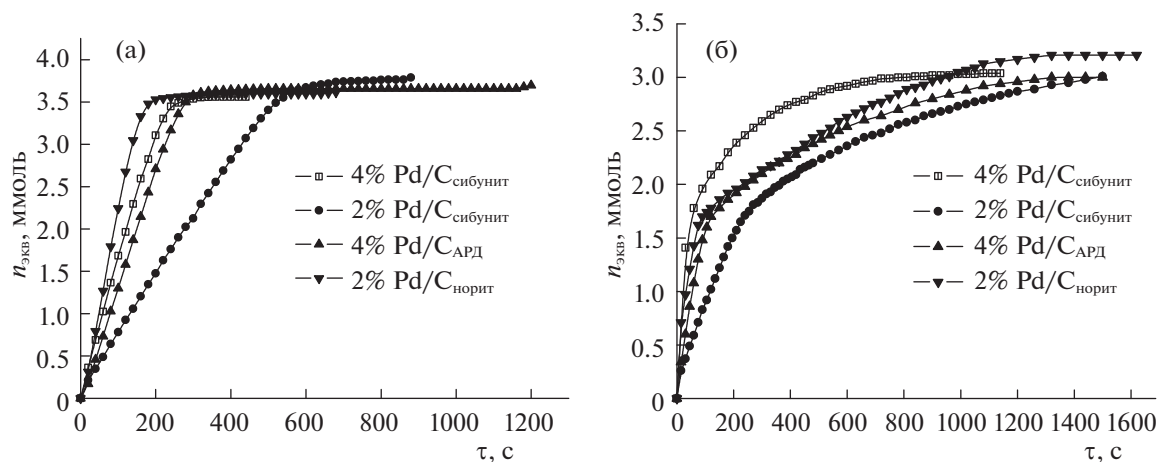 (а)
n экв, ммоль
4.0
3.5
3.0
2.5
2.0
1.5
1.0
0.5
0
4% Pd/Cсибунит
2% Pd/Cсибунит
4% Pd/CАРД
2% Pd/Cнорит
0 200 400 600 800 1000 1200
τ, с
(б)
n экв, ммоль
3.5
3.0
2.5
2.0
1.5
1.0
0.5
0
4% Pd/Cсибунит
2% Pd/Cсибунит
4% Pd/CАРД
2% Pd/Cнорит
0 200 400 600 800 1000 1200 1400 1600
τ, с